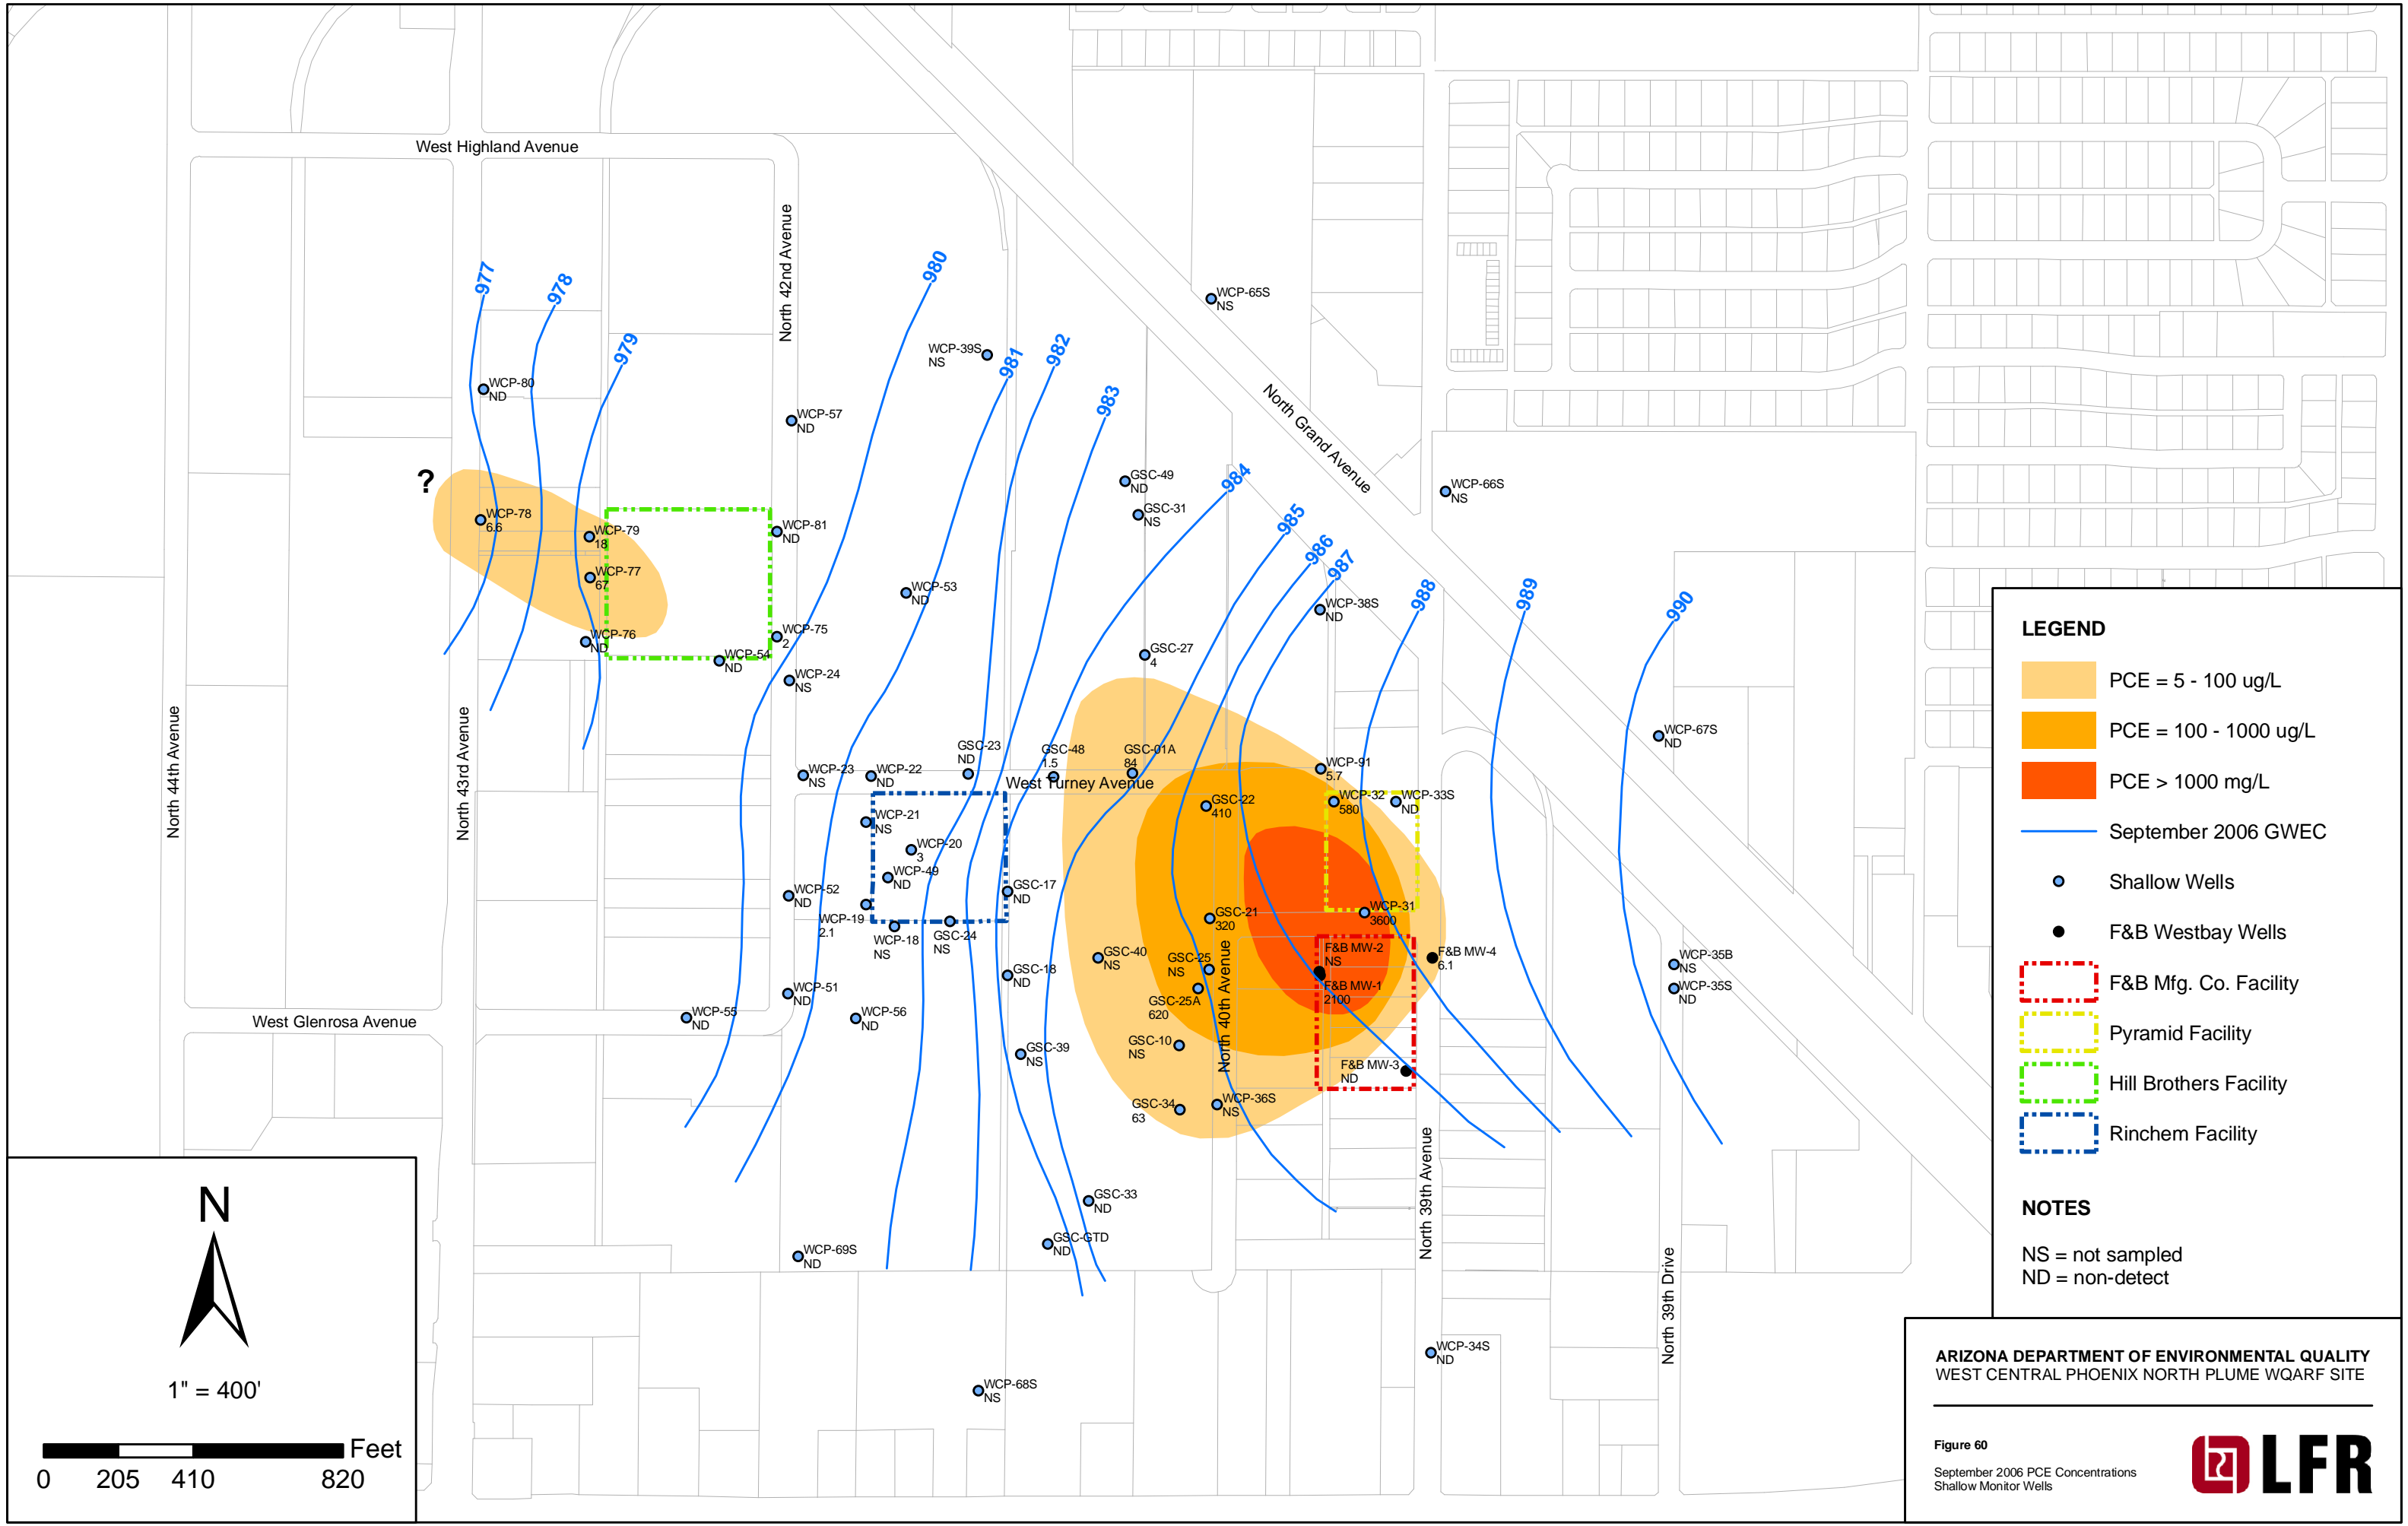 West Highland Avenue
North 42nd Avenue
North 44th Avenue
North 43rd Avenue
West Glenrosa Avenue
West Turney Avenue
North Grand Avenue
North 40th Avenue
North 39th Avenue
North 39th Drive
977
978
979
980
981
982
983
984
985
986
987
988
989
990
?
WCP-65S
NS
WCP-39S
NS
WCP-80
ND
WCP-57
ND
GSC-49
ND
GSC-31
NS
WCP-66S
NS
WCP-78
6.6
WCP-79
18
WCP-81
ND
WCP-77
67
WCP-53
ND
WCP-38S
ND
WCP-76
ND
WCP-75
2
WCP-54
ND
WCP-24
NS
GSC-27
4
WCP-67S
ND
GSC-23
ND
GSC-48
1.5
GSC-01A
84
WCP-23
NS
WCP-22
ND
WCP-91
5.7
WCP-32
580
WCP-33S
ND
GSC-22
410
WCP-21
NS
WCP-20
3
WCP-49
ND
WCP-52
ND
GSC-17
ND
WCP-19
2.1
WCP-18
NS
GSC-24
NS
GSC-21
320
WCP-31
3600
F&B MW-2
NS
F&B MW-4
6.1
GSC-40
NS
GSC-25
NS
GSC-18
ND
WCP-35B
NS
WCP-35S
ND
F&B MW-1
2100
GSC-25A
620
WCP-51
ND
WCP-55
ND
WCP-56
ND
GSC-39
NS
GSC-10
NS
F&B MW-3
ND
GSC-34
63
WCP-36S
NS
GSC-33
ND
GSC-GTD
ND
WCP-69S
ND
WCP-34S
ND
WCP-68S
NS
N
1" = 400'
Feet
0 205 410 820
LEGEND
PCE = 5 - 100 ug/L
PCE = 100 - 1000 ug/L
PCE > 1000 mg/L
September 2006 GWEC
Shallow Wells
F&B Westbay Wells
F&B Mfg. Co. Facility
Pyramid Facility
Hill Brothers Facility
Rinchem Facility
NOTES
NS = not sampled
ND = non-detect
ARIZONA DEPARTMENT OF ENVIRONMENTAL QUALITY
WEST CENTRAL PHOENIX NORTH PLUME WQARF SITE
Figure 60
September 2006 PCE Concentrations
Shallow Monitor Wells
LFR